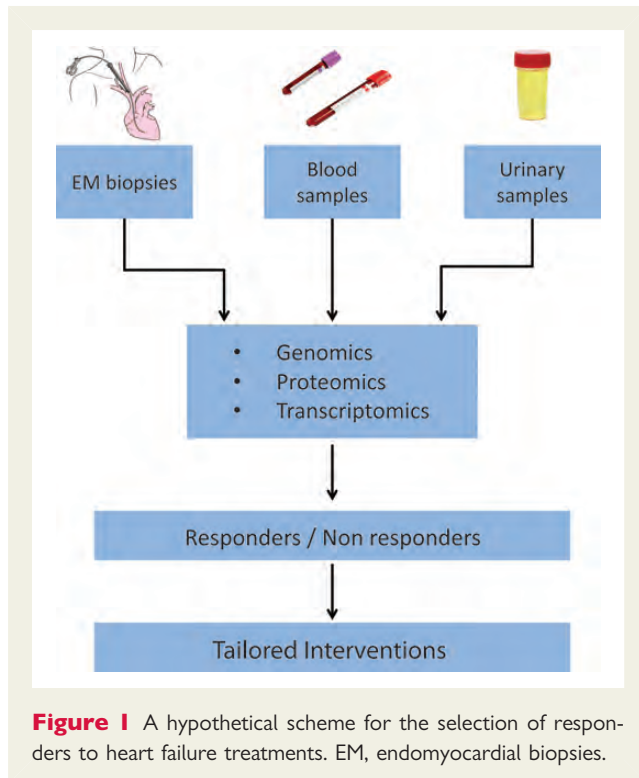 EM biopsies
Blood
samples
Urinary
samples
• Genomics
• Proteomics
• Transcriptomics
Responders / Non responders
Tailored Interventions
Figure 1 A hypothetical scheme for the selection of respon-
ders to heart failure treatments. EM, endomyocardial biopsies.